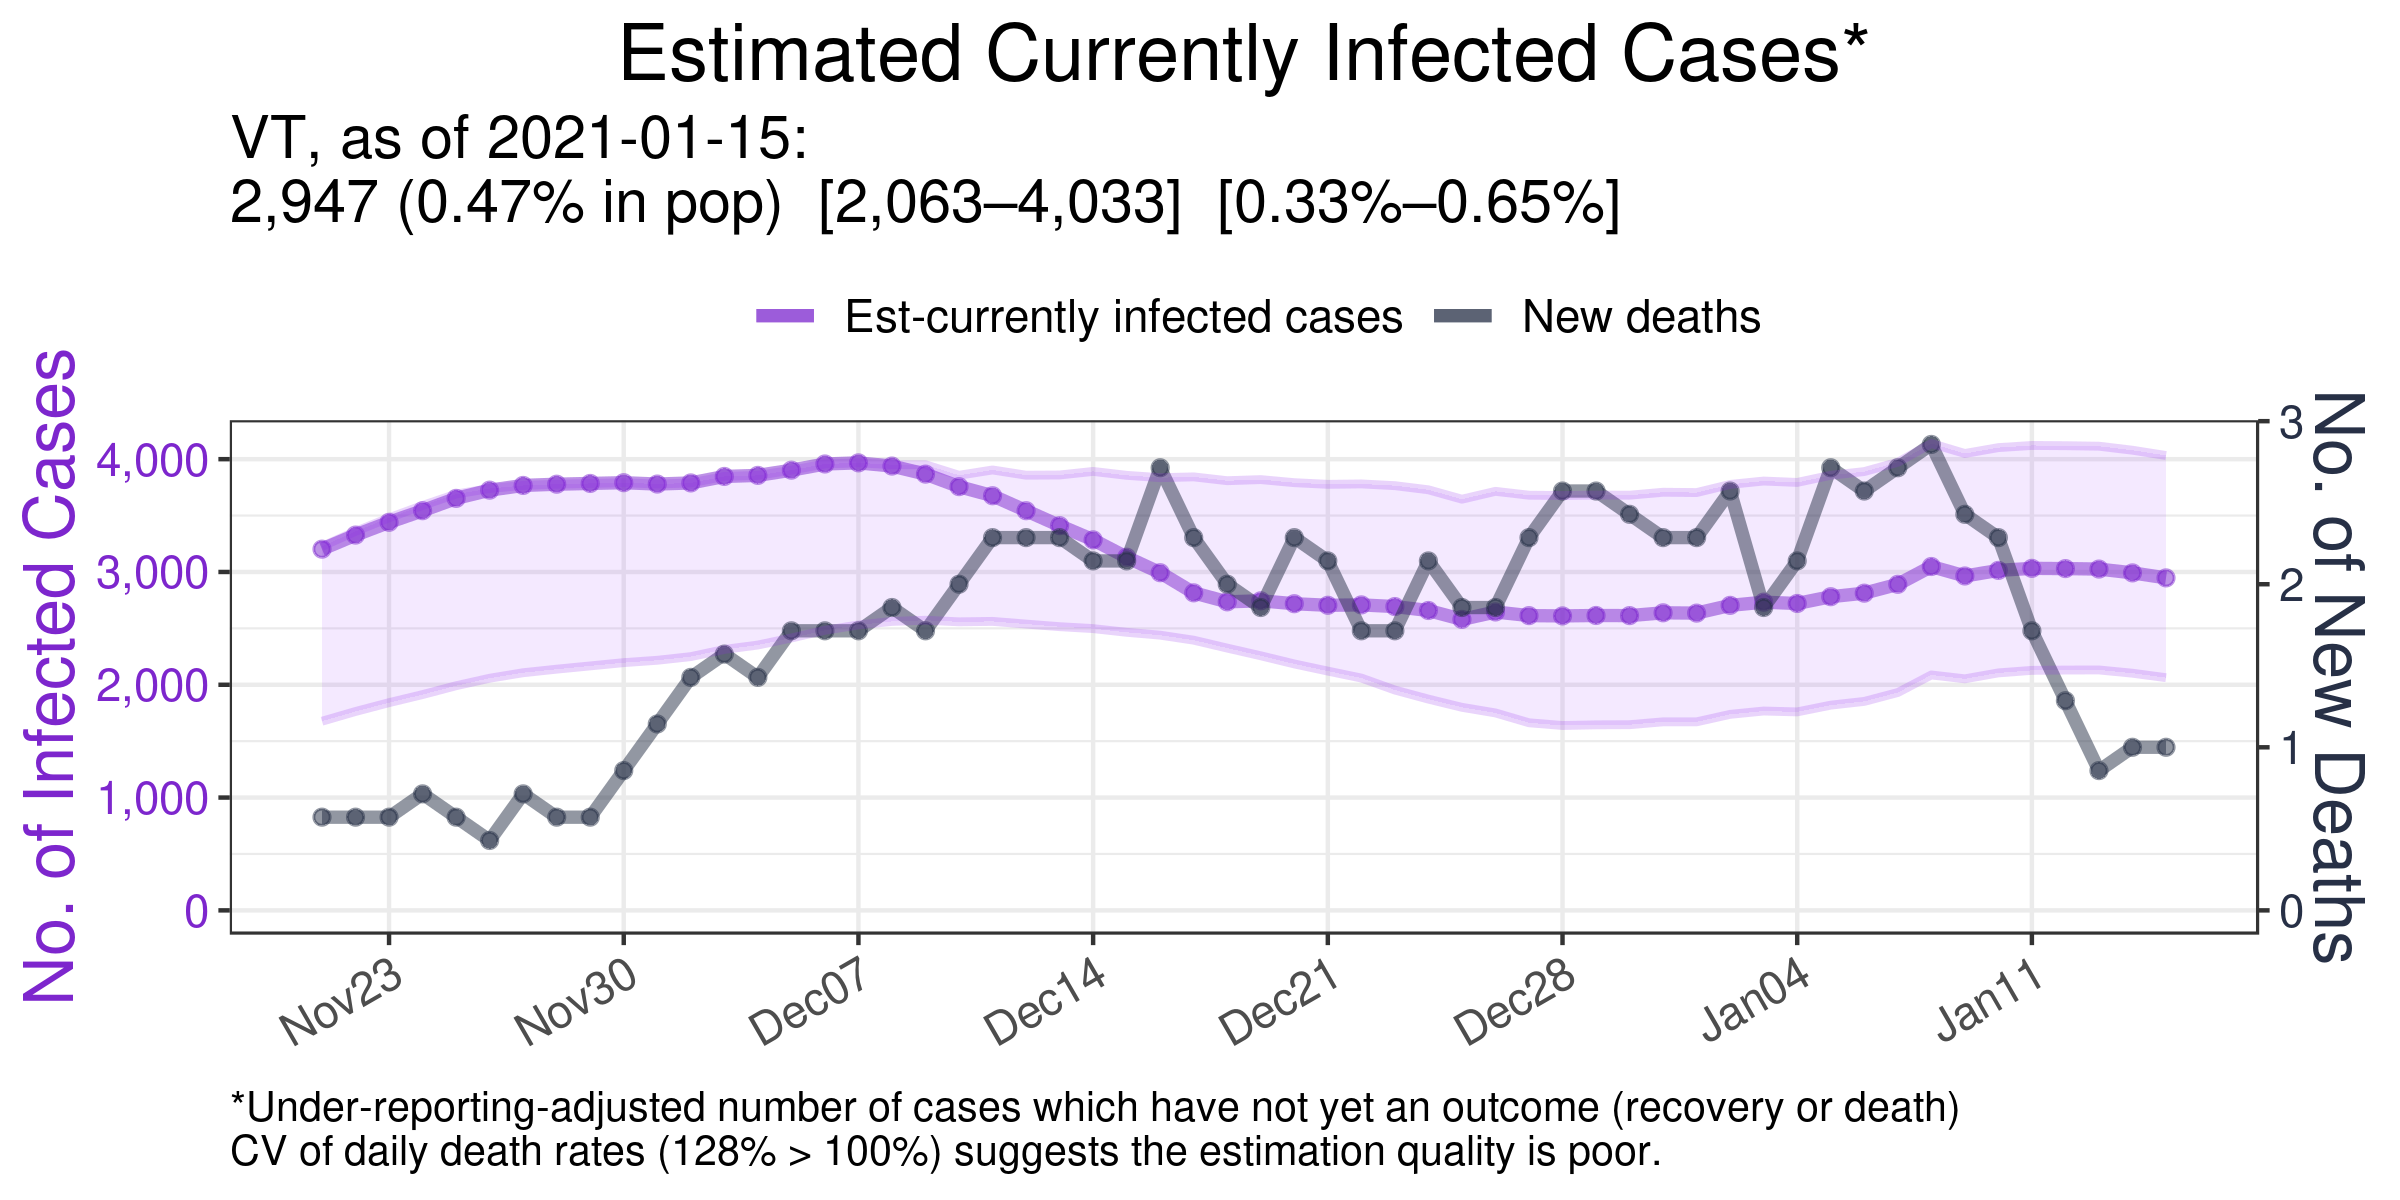 Estimated Currently Infected Cases*
VT, as of 2021-01-15:
2,947 (0.47% in pop)  [2,063–4,033]  [0.33%–0.65%]
Est-currently infected cases
New deaths
No. of Infected Cases
4,000
3,000
2,000
1,000
0
3
2
1
0
No. of New Deaths
Nov23
Nov30
Dec07
Dec14
Dec21
Dec28
Jan04
Jan11
*Under-reporting-adjusted number of cases which have not yet an outcome (recovery or death)
CV of daily death rates (128% > 100%) suggests the estimation quality is poor.